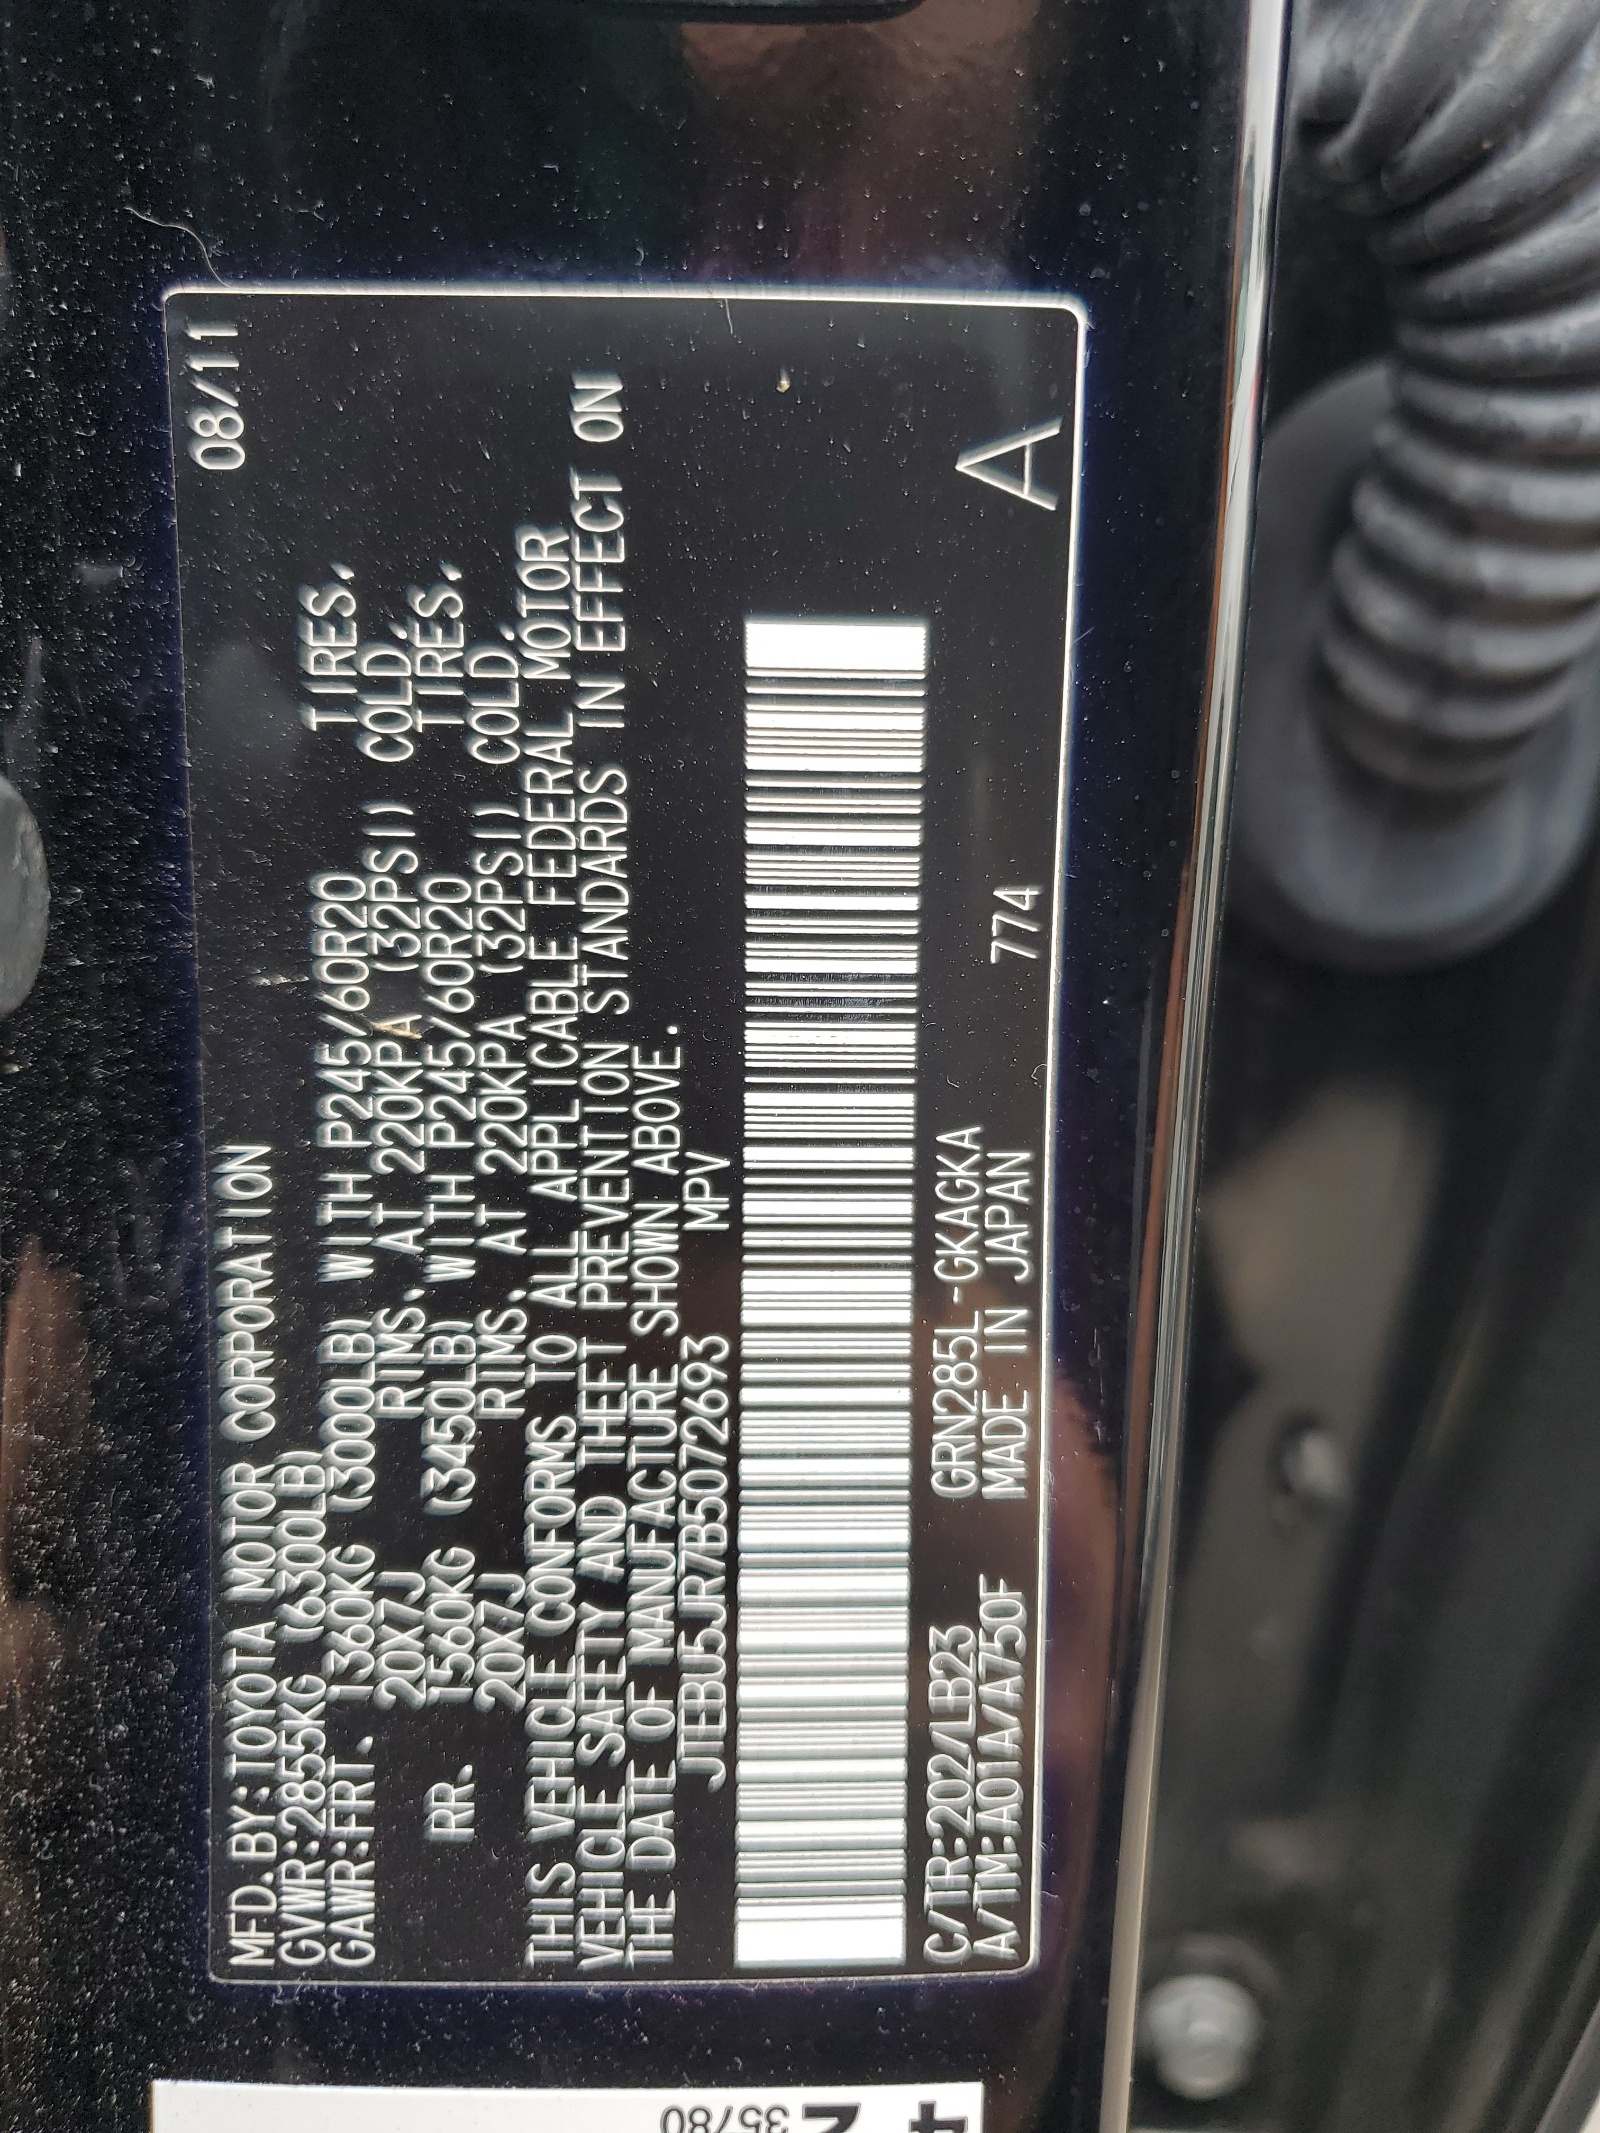 MFD.BY:TOYOTA MOTOR CORPORATION 08/11
GVWR:2855KG (6300LB)
GAWR:FRT. 1360KG (3000LB) WITH P245/60R20 TIRES.
20X7J RIMS. AT 220KPA (32PSI) COLD.
RR. 1560KG (3450LB) WITH P245/60R20 TIRES.
20X7J RIMS. AT 220KPA (32PSI) COLD.
THIS VEHICLE CONFORMS TO ALL APPLICABLE FEDERAL MOTOR
VEHICLE SAFETY AND THEFT PREVENTION STANDARDS IN EFFECT ON
THE DATE OF MANUFACTURE SHOWN ABOVE.
JTEBU5JR7B5072693 MPV
C/TR:202/LB23 GRN285L-GKAGKA
A/TM:A01A/A750F MADE IN JAPAN 774
A
35780